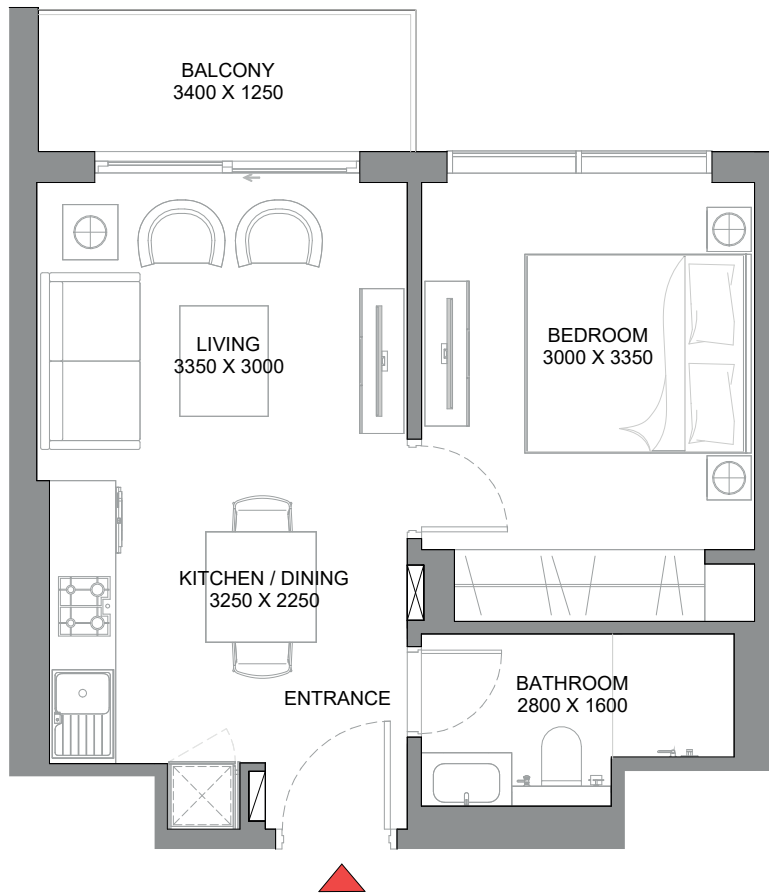 BALCONY
3400 X 1250
LIVING
3350 X 3000
BEDROOM
3000 X 3350
KITCHEN / DINING
3250 X 2250
ENTRANCE
BATHROOM
2800 X 1600